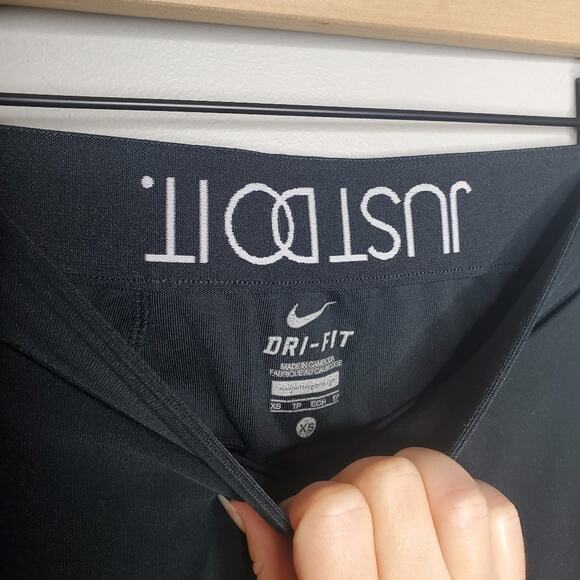 JUST DO IT.
DRI-FIT
MADE IN CAMBODIA
FABRIQUE AU CAMBODGE
XS TP ECH
XS